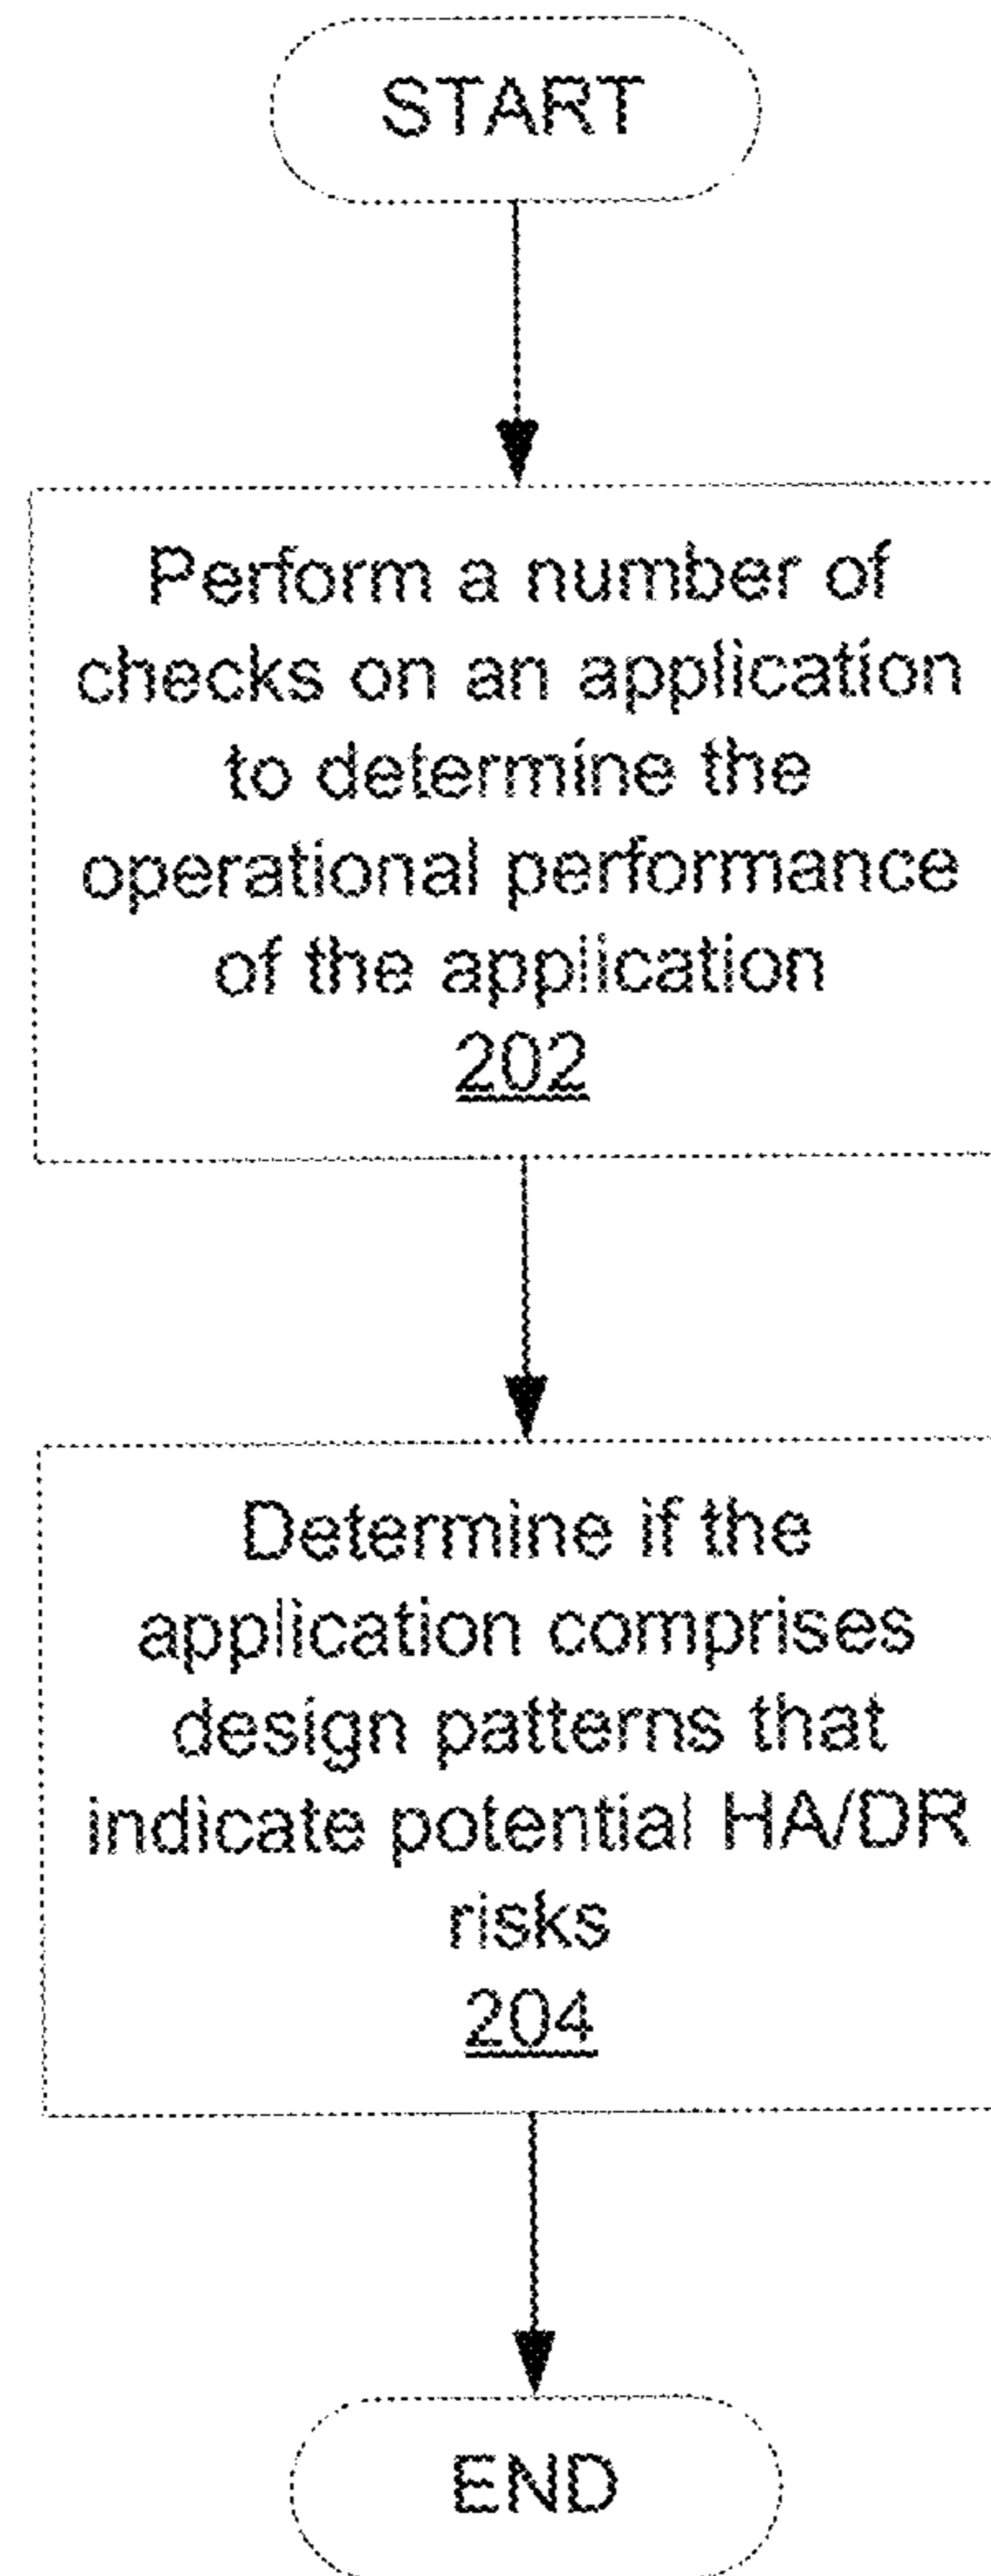 START
Perform a number of
checks on an application
to determine the
operational performance
of the application
202
Determine if the
application comprises
design patterns that
indicate potential HA/DR
risks
204
END